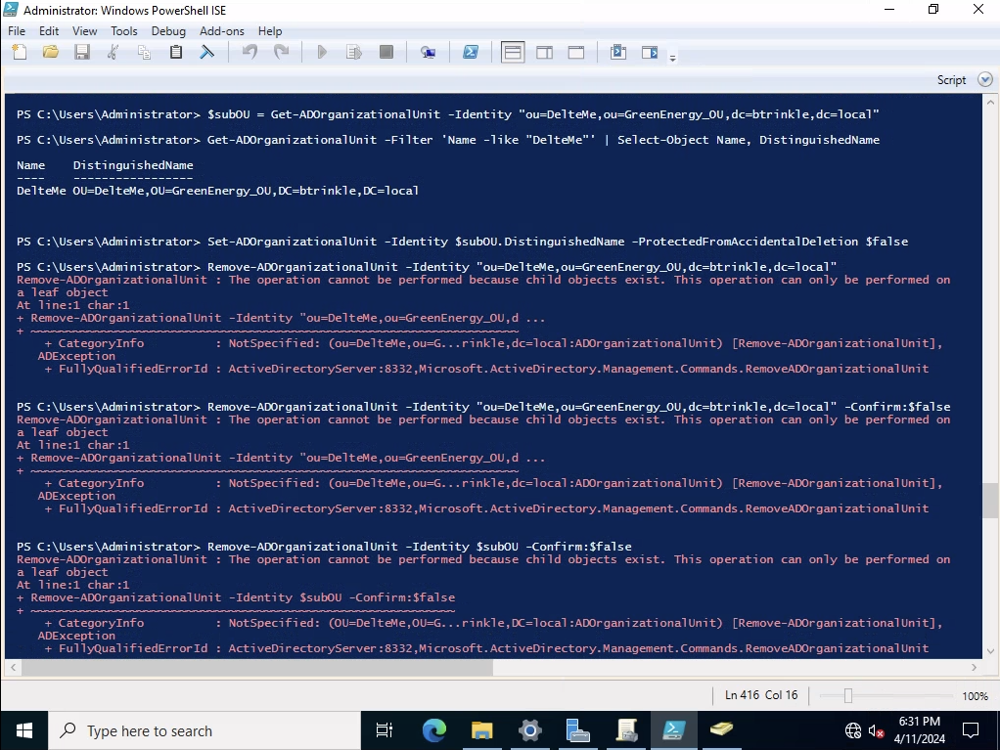 Administrator: Windows PowerShell ISE
File Edit View Tools Debug Add-ons Help
Script
PS C:\Users\Administrator> $subOU = Get-ADOrganizationalUnit -Identity "ou=DelteMe,ou=GreenEnergy_OU,dc=btrinkle,dc=local"
PS C:\Users\Administrator> Get-ADOrganizationalUnit -Filter 'Name -like "DelteMe"' | Select-Object Name, DistinguishedName
Name    DistinguishedName
----    -----------------
DelteMe OU=DelteMe,OU=GreenEnergy_OU,DC=btrinkle,DC=local
PS C:\Users\Administrator> Set-ADOrganizationalUnit -Identity $subOU.DistinguishedName -ProtectedFromAccidentalDeletion $false
PS C:\Users\Administrator> Remove-ADOrganizationalUnit -Identity "ou=DelteMe,ou=GreenEnergy_OU,dc=btrinkle,dc=local"
Remove-ADOrganizationalUnit : The operation cannot be performed because child objects exist. This operation can only be performed on
a leaf object
At line:1 char:1
+ Remove-ADOrganizationalUnit -Identity "ou=DelteMe,ou=GreenEnergy_OU,d ...
+ ~~~~~~~~~~~~~~~~~~~~~~~~~~~~~~~~~~~~~~~~~~~~~~~~~~~~~~~~~~~~~~~~~~~~~
+ CategoryInfo          : NotSpecified: (ou=DelteMe,ou=G...rinkle,dc=local:ADOrganizationalUnit) [Remove-ADOrganizationalUnit],
ADException
+ FullyQualifiedErrorId : ActiveDirectoryServer:8332,Microsoft.ActiveDirectory.Management.Commands.RemoveADOrganizationalUnit
PS C:\Users\Administrator> Remove-ADOrganizationalUnit -Identity "ou=DelteMe,ou=GreenEnergy_OU,dc=btrinkle,dc=local" -Confirm:$false
Remove-ADOrganizationalUnit : The operation cannot be performed because child objects exist. This operation can only be performed on
a leaf object
At line:1 char:1
+ Remove-ADOrganizationalUnit -Identity "ou=DelteMe,ou=GreenEnergy_OU,d ...
+ ~~~~~~~~~~~~~~~~~~~~~~~~~~~~~~~~~~~~~~~~~~~~~~~~~~~~~~~~~~~~~~~~~~~~~
+ CategoryInfo          : NotSpecified: (ou=DelteMe,ou=G...rinkle,dc=local:ADOrganizationalUnit) [Remove-ADOrganizationalUnit],
ADException
+ FullyQualifiedErrorId : ActiveDirectoryServer:8332,Microsoft.ActiveDirectory.Management.Commands.RemoveADOrganizationalUnit
PS C:\Users\Administrator> Remove-ADOrganizationalUnit -Identity $subOU -Confirm:$false
Remove-ADOrganizationalUnit : The operation cannot be performed because child objects exist. This operation can only be performed on
a leaf object
At line:1 char:1
+ Remove-ADOrganizationalUnit -Identity $subOU -Confirm:$false
+ ~~~~~~~~~~~~~~~~~~~~~~~~~~~~~~~~~~~~~~~~~~~~~~~~~~~~~~~~~~~~
+ CategoryInfo          : NotSpecified: (OU=DelteMe,OU=G...rinkle,DC=local:ADOrganizationalUnit) [Remove-ADOrganizationalUnit],
ADException
+ FullyQualifiedErrorId : ActiveDirectoryServer:8332,Microsoft.ActiveDirectory.Management.Commands.RemoveADOrganizationalUnit
Ln 416 Col 16
100%
Type here to search
6:31 PM
4/11/2024